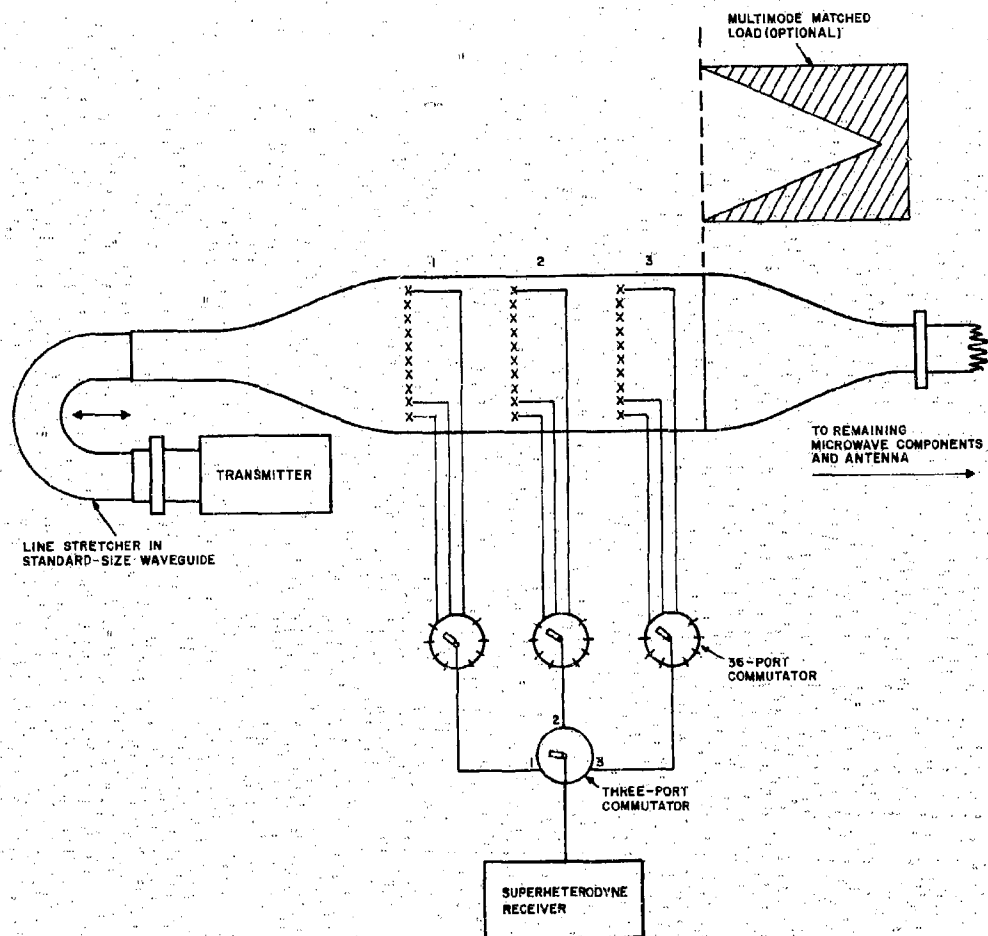 MULTIMODE MATCHED
LOAD (OPTIONAL)
1 2 3
X X X
X X X
X X X
X X X
X X X
X X X
X X X
X X X
X X X
X X X
TRANSMITTER
TO REMAINING
MICROWAVE COMPONENTS
AND ANTENNA
LINE STRETCHER IN
STANDARD-SIZE WAVEGUIDE
36-PORT
COMMUTATOR
2
1 3
THREE-PORT
COMMUTATOR
SUPERHETERODYNE
RECEIVER